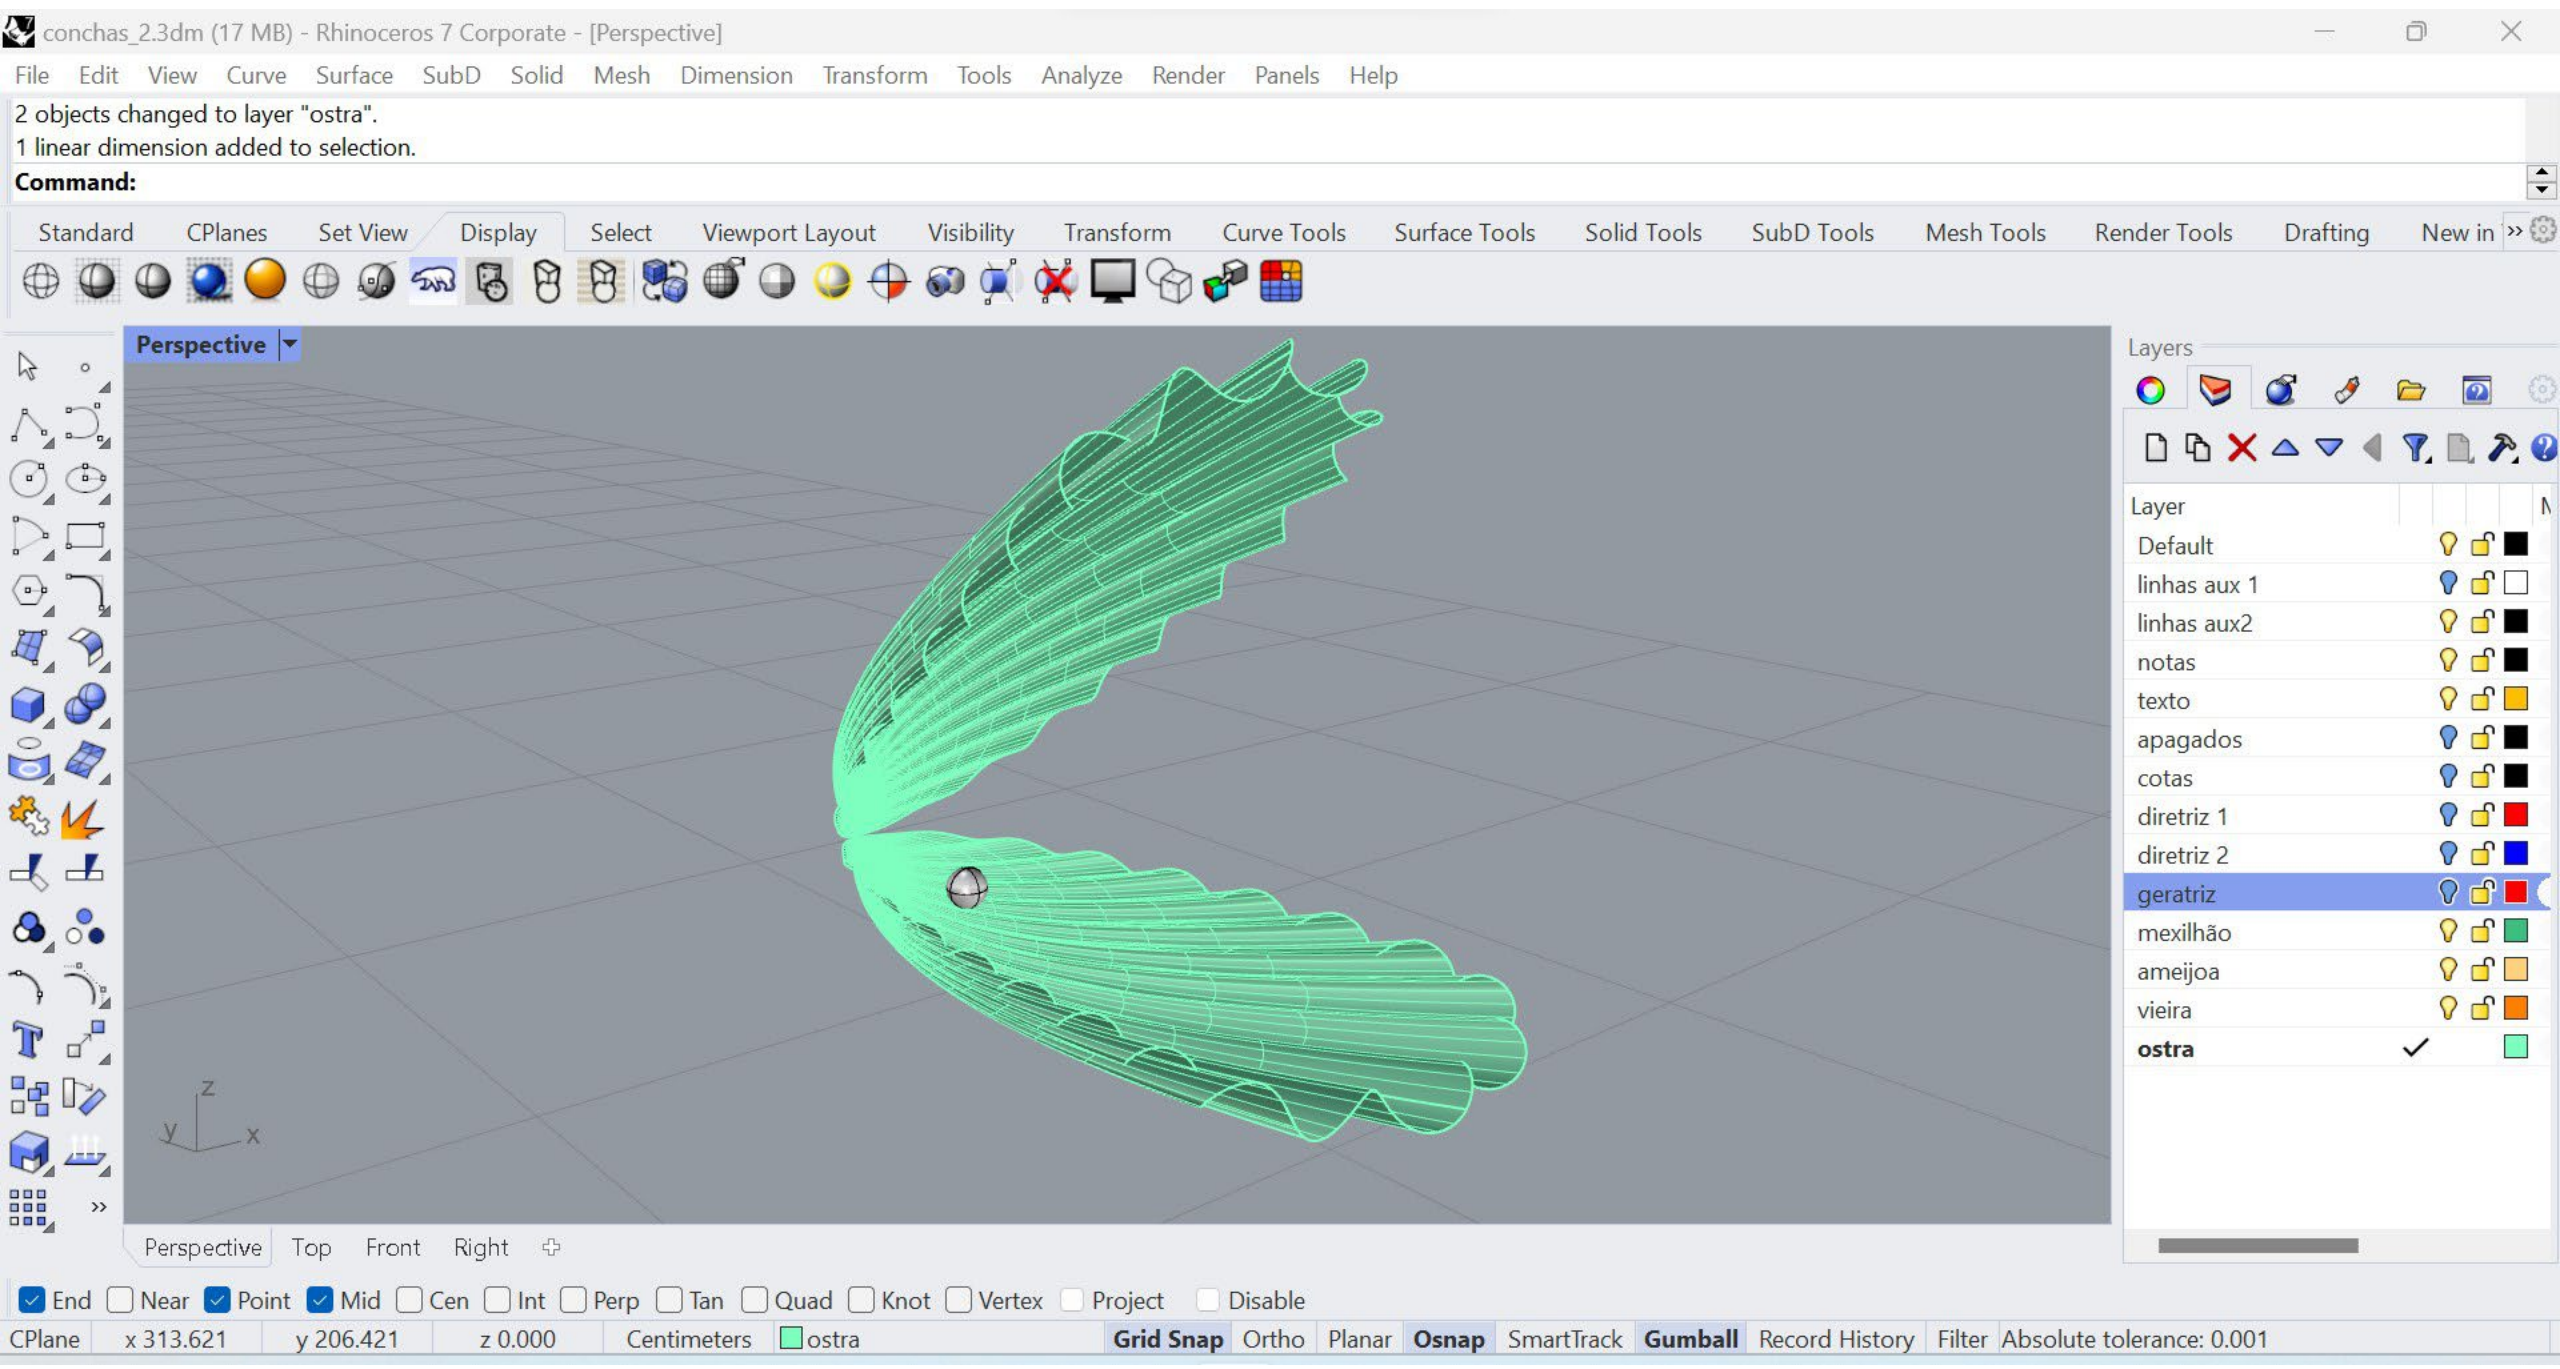 conchas_2.3dm (17 MB) - Rhinoceros 7 Corporate - [Perspective]
File Edit View Curve Surface SubD Solid Mesh Dimension Transform Tools Analyze Render Panels Help
2 objects changed to layer "ostra".
1 linear dimension added to selection.
Command:
Standard CPlanes Set View Display Select Viewport Layout Visibility Transform Curve Tools Surface Tools Solid Tools SubD Tools Mesh Tools Render Tools Drafting New in
Perspective
Layers
Layer
Default
linhas aux 1
linhas aux2
notas
texto
apagados
cotas
diretriz 1
diretriz 2
geratriz
mexilhão
ameijoa
vieira
ostra
z
y
x
Perspective Top Front Right
End Near Point Mid Cen Int Perp Tan Quad Knot Vertex Project Disable
CPlane x 313.621 y 206.421 z 0.000 Centimeters ostra Grid Snap Ortho Planar Osnap SmartTrack Gumball Record History Filter Absolute tolerance: 0.001